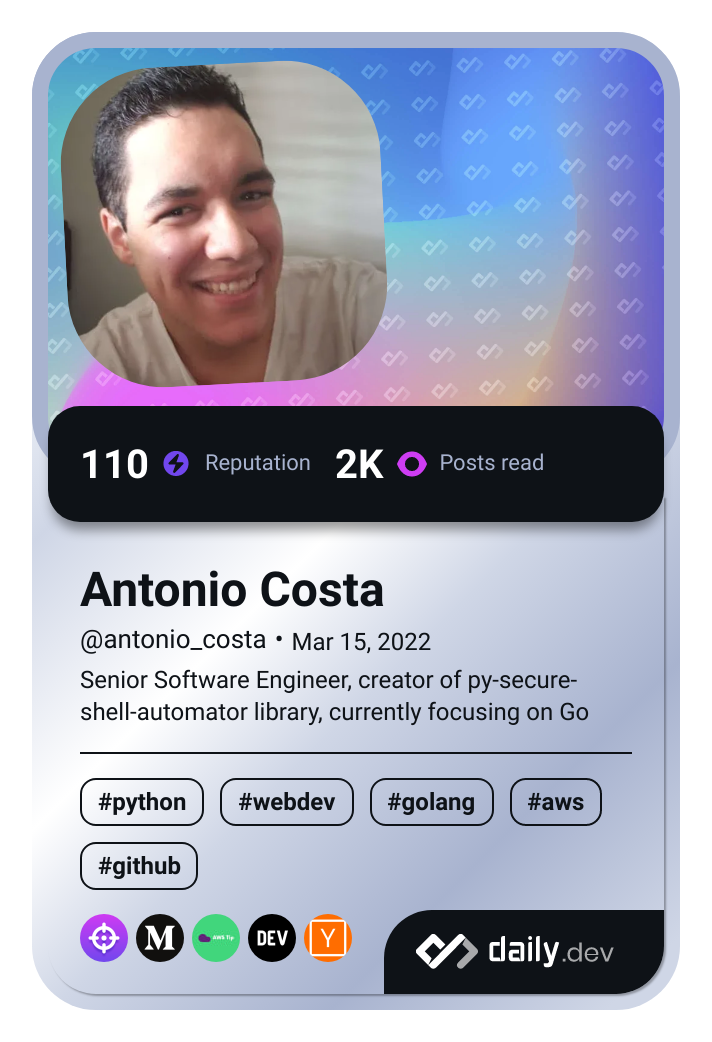 110 Reputation 2K Posts read
Antonio Costa
@antonio_costa • Mar 15, 2022
Senior Software Engineer, creator of py-secure-
shell-automator library, currently focusing on Go
#python #webdev #golang #aws
#github
M AWS Tip DEV Y
daily.dev